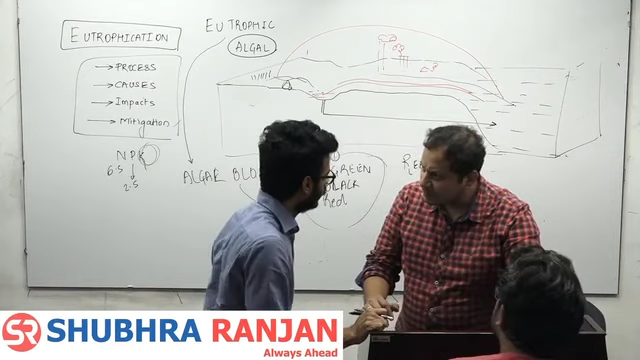 EUTROPHICATION
→ PROCESS
→ CAUSES
→ Impacts
→ Mitigation
NPK
6.5
2.5
EUTROPHIC
ALGAL
ALGAL
GREEN
BLACK
Red
SR SHUBHRA RANJAN
Always Ahead